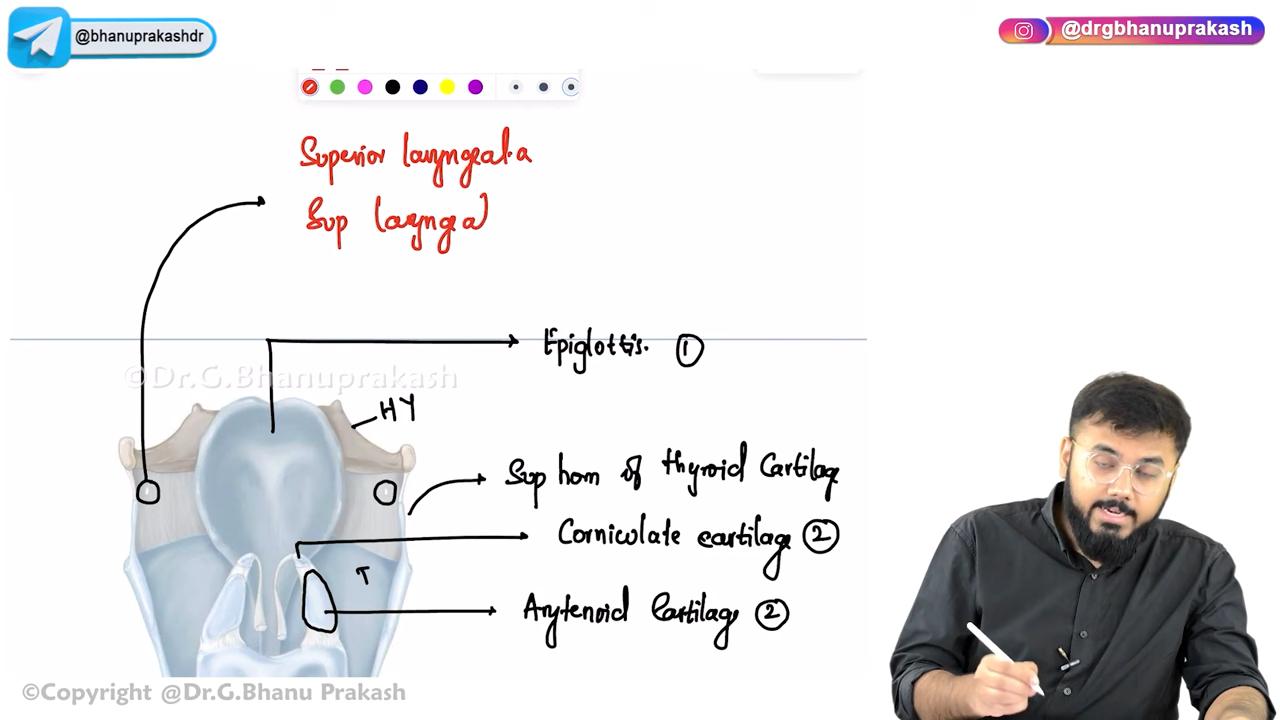 @bhanuprakashdr
@drgbhanuprakash
Superior laryngeal.a
Sup laryngeal
Epiglottis. 1
©Dr.G.Bhanuprakash
HY
Sup horn of thyroid Cartilage
Corniculate cartilage 2
T
Arytenoid Cartilage 2
©Copyright @Dr.G.Bhanu Prakash